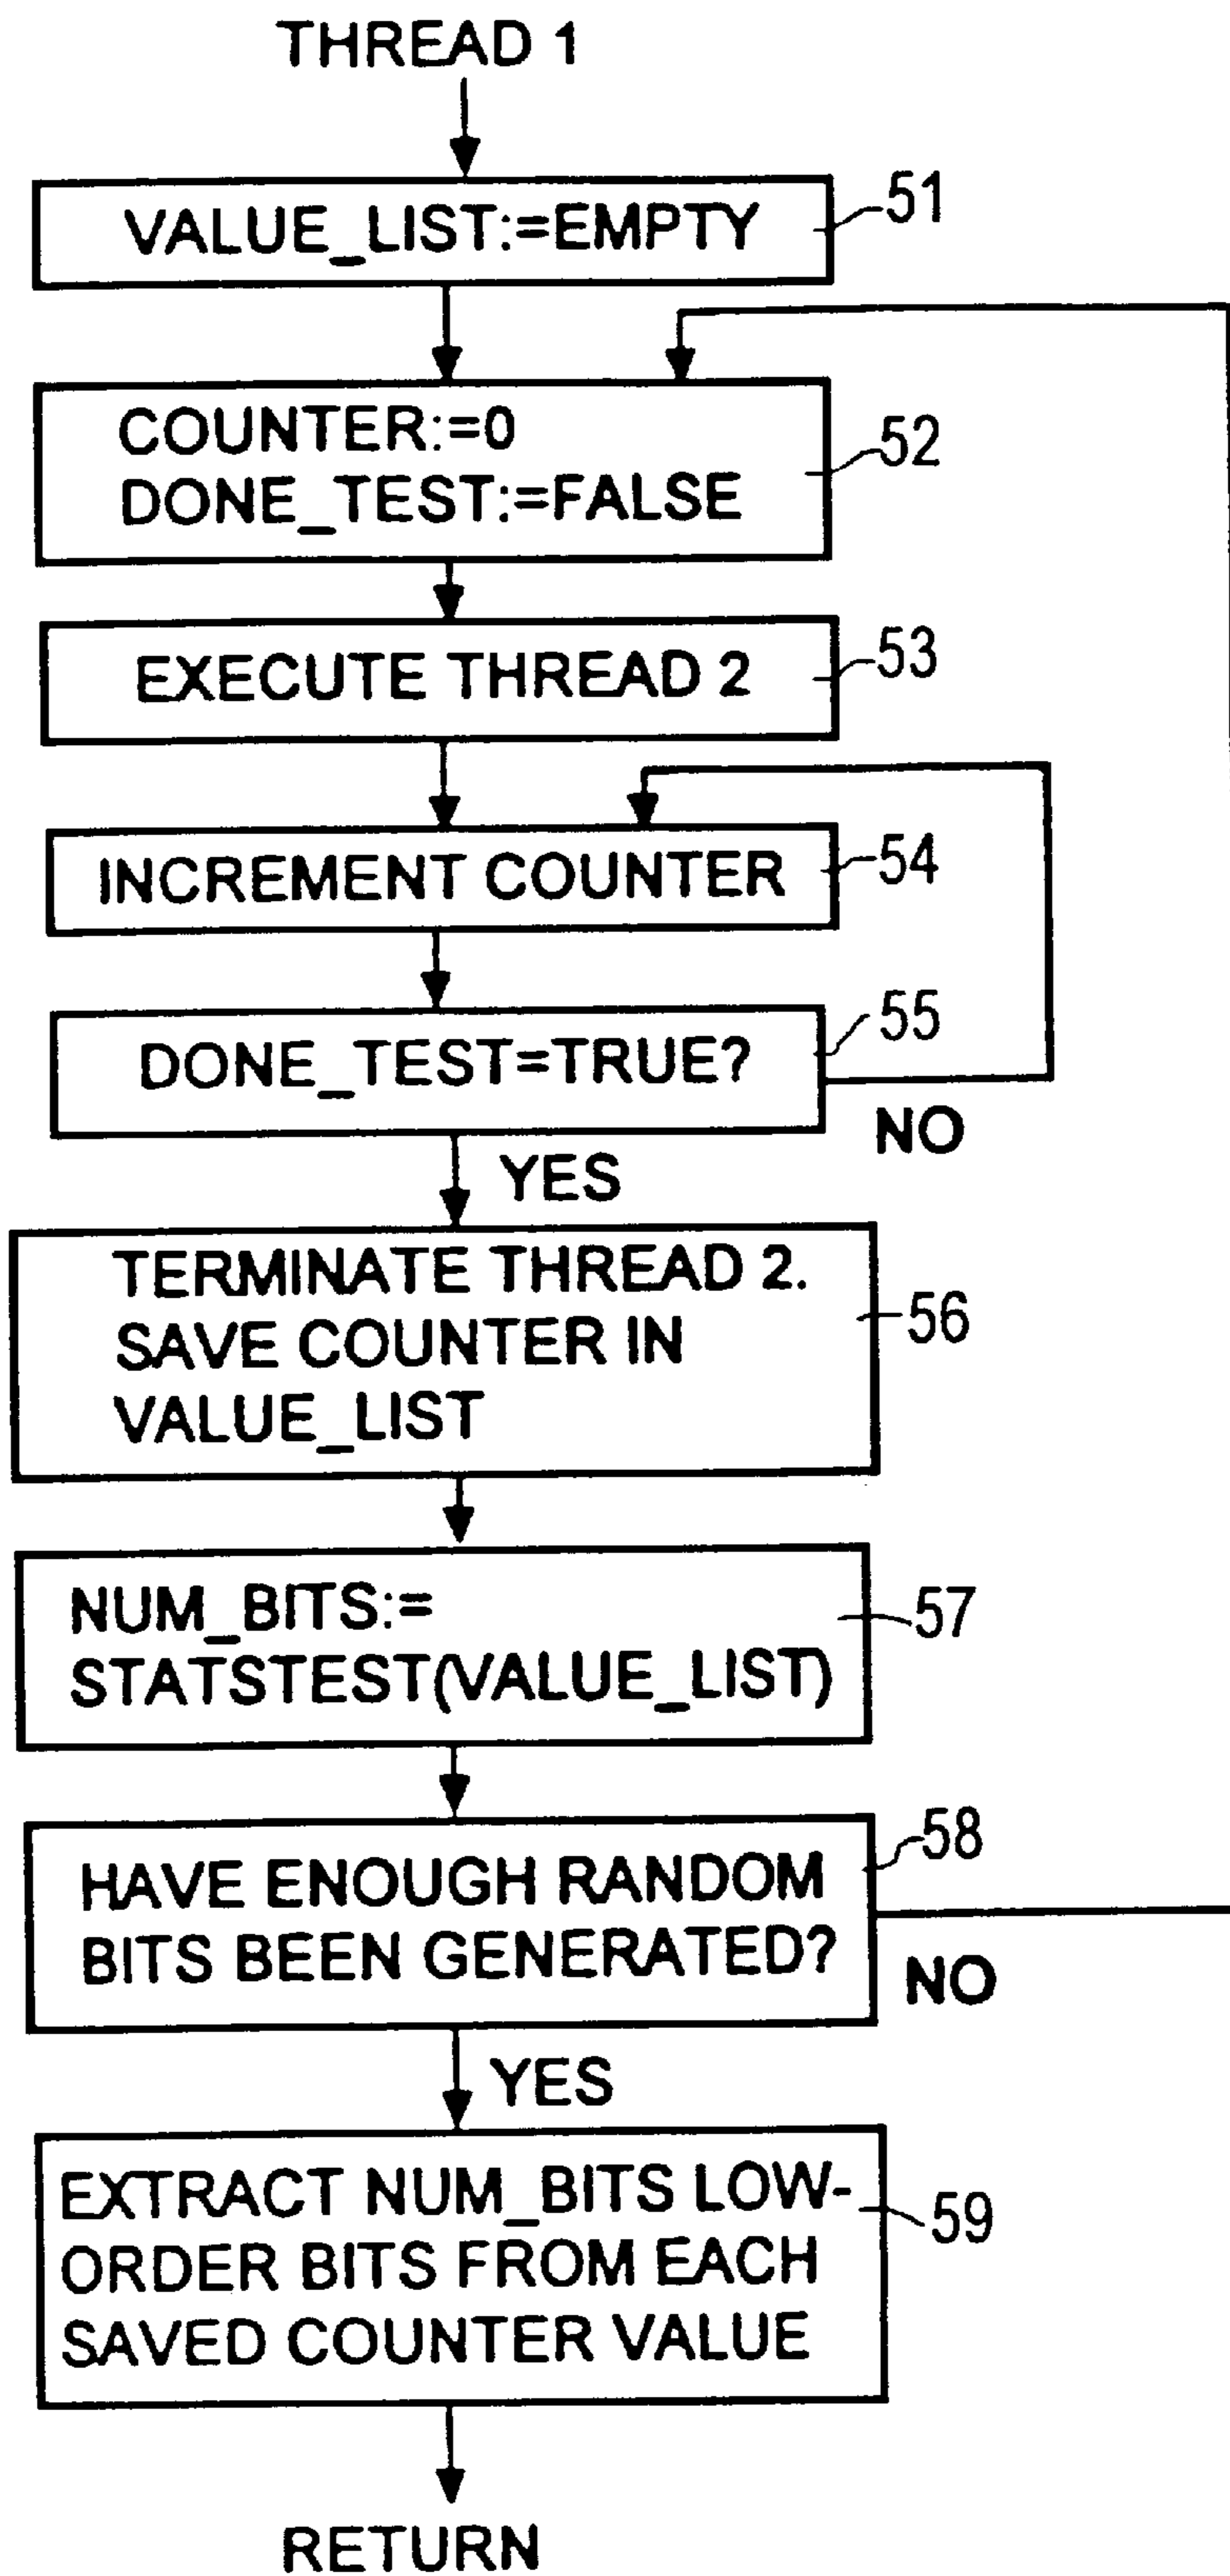 THREAD 1
VALUE_LIST:=EMPTY
51
COUNTER:=0
DONE_TEST:=FALSE
52
EXECUTE THREAD 2
53
INCREMENT COUNTER
54
DONE_TEST=TRUE?
55
NO
YES
TERMINATE THREAD 2.
SAVE COUNTER IN
VALUE_LIST
56
NUM_BITS:=
STATSTEST(VALUE_LIST)
57
HAVE ENOUGH RANDOM
BITS BEEN GENERATED?
58
NO
YES
EXTRACT NUM_BITS LOW-
ORDER BITS FROM EACH
SAVED COUNTER VALUE
59
RETURN